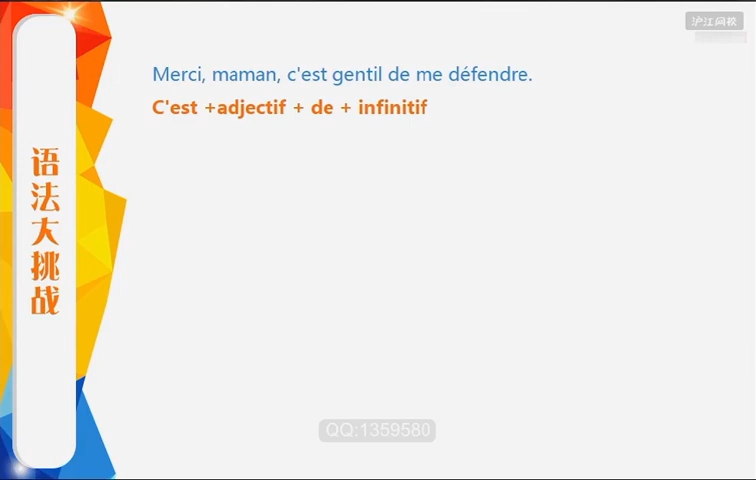 沪江网校
Merci, maman, c'est gentil de me défendre.
C'est +adjectif + de + infinitif
语法大挑战
QQ:1359580